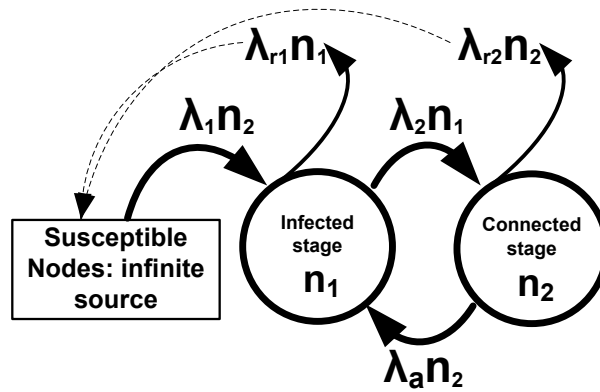 λr1n1
λr2n2
λ1n2
λ2n1
Susceptible
Nodes: infinite
source
Infected
stage
n1
Connected
stage
n2
λan2